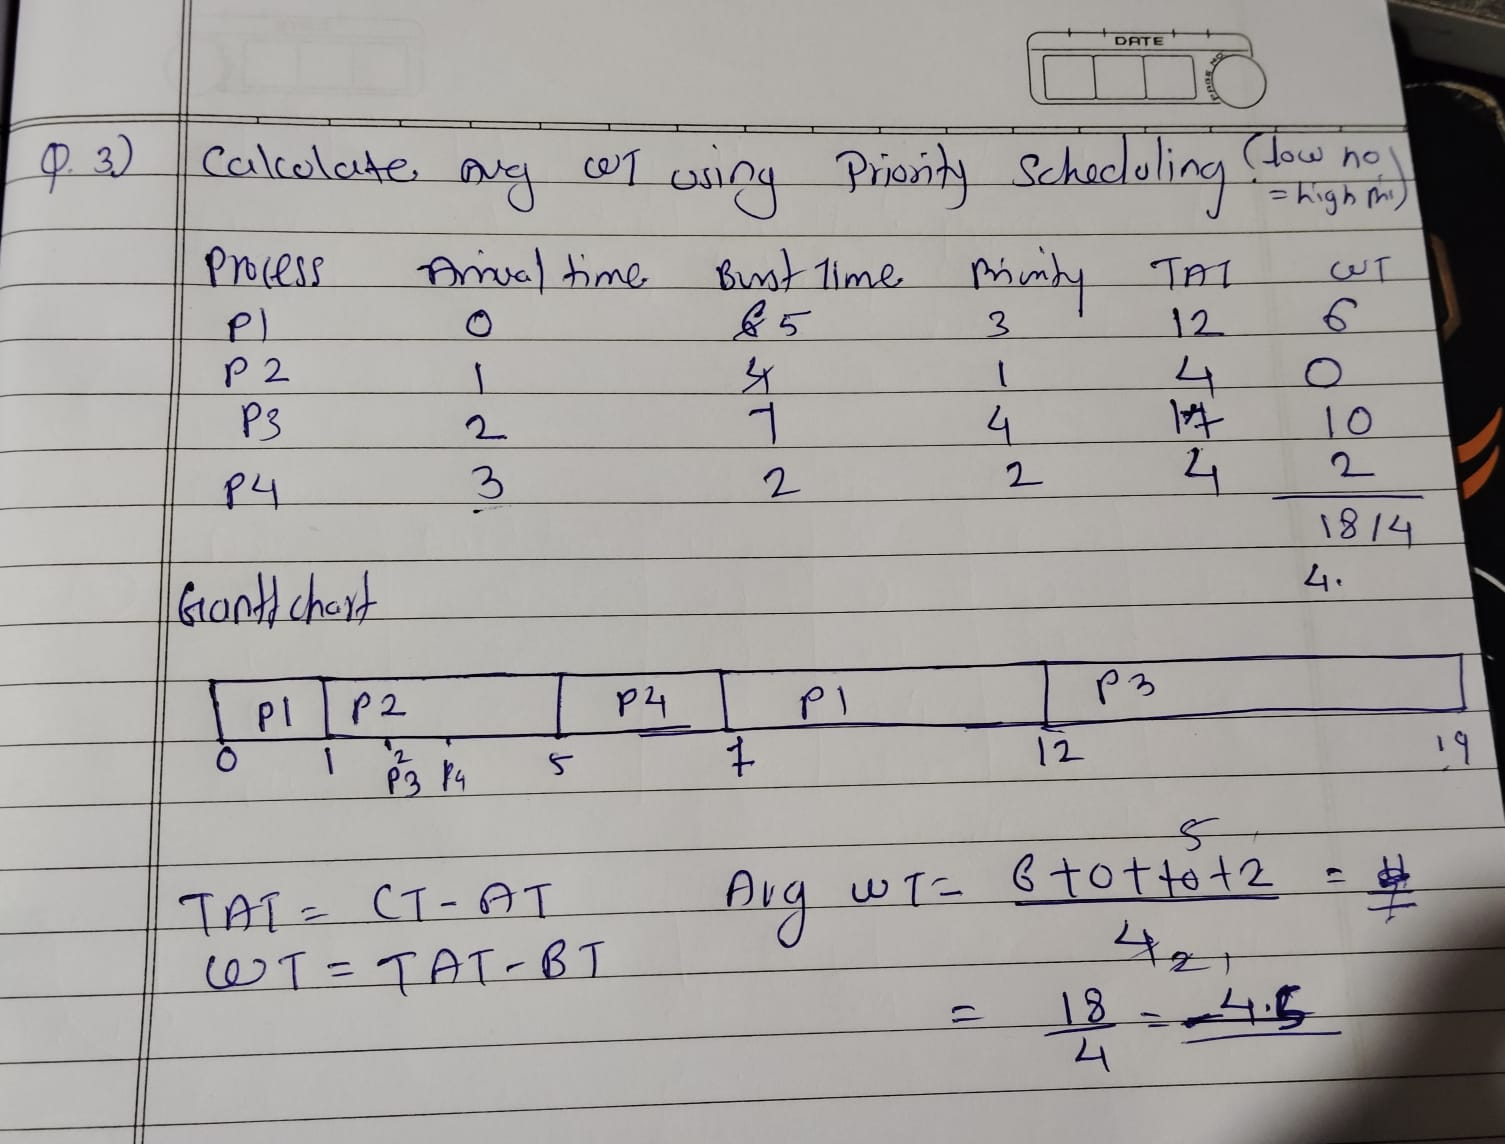 DATE
PAGE NO
Q.3) Calculate Avg WT using Priority Scheduling (low no = high pri)
Process Arrival time Burst Time Priority TAT WT
P1 0 5 3 12 6
P2 1 4 1 4 0
P3 2 7 4 17 10
P4 3 2 2 4 2
18/4
4.
Grantt chart
P1 P2 P4 P1 P3
0 1 2 5 7 12 19
P3 P4
5
TAT = CT - AT Avg WT = 6+0+10+2 =
4
WT = TAT - BT
= 18/4 = 4.5